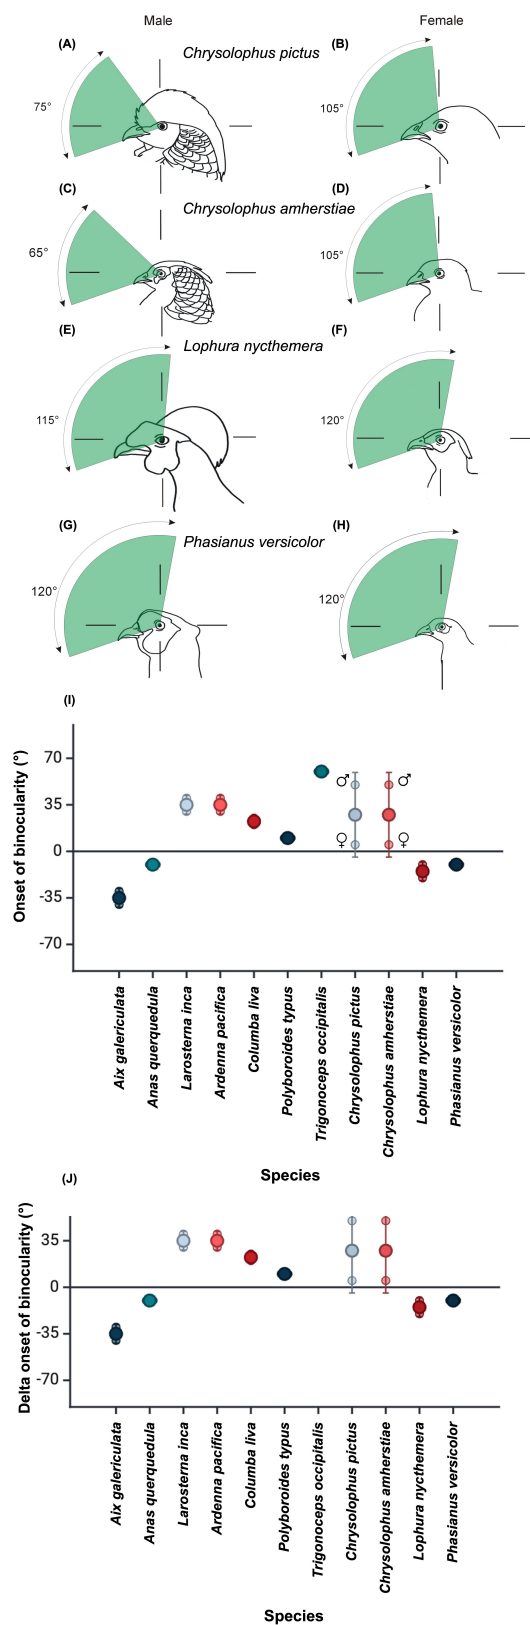 Male
Female
(A)
(B)
Chrysolophus pictus
75°
105°
(C)
(D)
Chrysolophus amherstiae
65°
105°
(E)
(F)
Lophura nycthemera
115°
120°
(G)
(H)
Phasianus versicolor
120°
120°
(I)
Onset of binocularity (°)
70
35
0
-35
-70
♂
♂
♀
♀
Aix galericulata
Anas querquedula
Larosterna inca
Ardenna pacifica
Columba liva
Polyboroides typus
Trigonoceps occipitalis
Chrysolophus pictus
Chrysolophus amherstiae
Lophura nycthemera
Phasianus versicolor
Species
(J)
Delta onset of binocularity (°)
35
0
-35
-70
Aix galericulata
Anas querquedula
Larosterna inca
Ardenna pacifica
Columba liva
Polyboroides typus
Trigonoceps occipitalis
Chrysolophus pictus
Chrysolophus amherstiae
Lophura nycthemera
Phasianus versicolor
Species